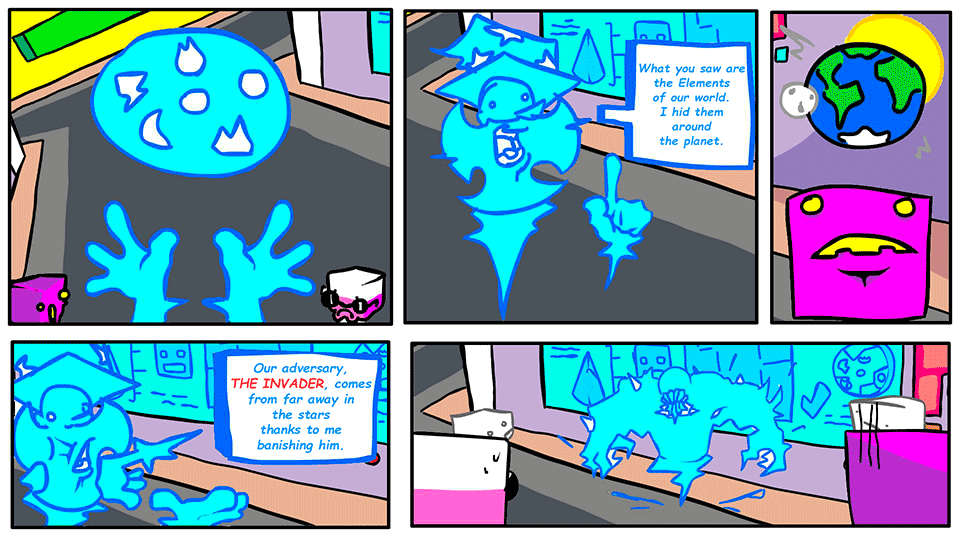 What you saw are
the Elements
of our world.
I hid them
around
the planet.
Our adversary,
THE INVADER, comes
from far away in
the stars
thanks to me
banishing him.